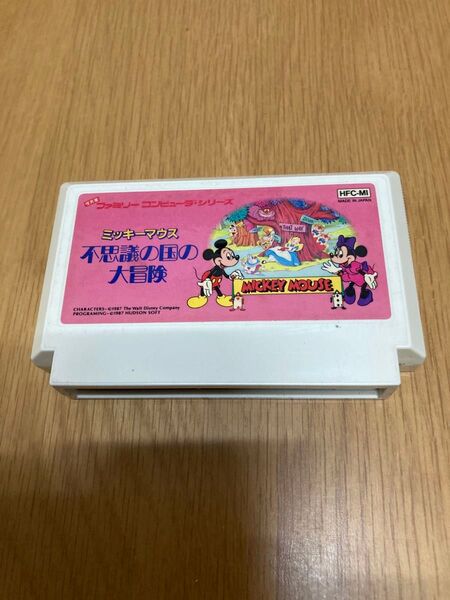 ファミリー コンピュータ・シリーズ
HFC-MI
MADE IN JAPAN
ミッキーマウス
不思議の国の
大冒険
THAT WAY
MICKEY MOUSE
CHARACTERS・©1987 The Walt Disney Company
PROGRAMING・©1987 HUDSON SOFT